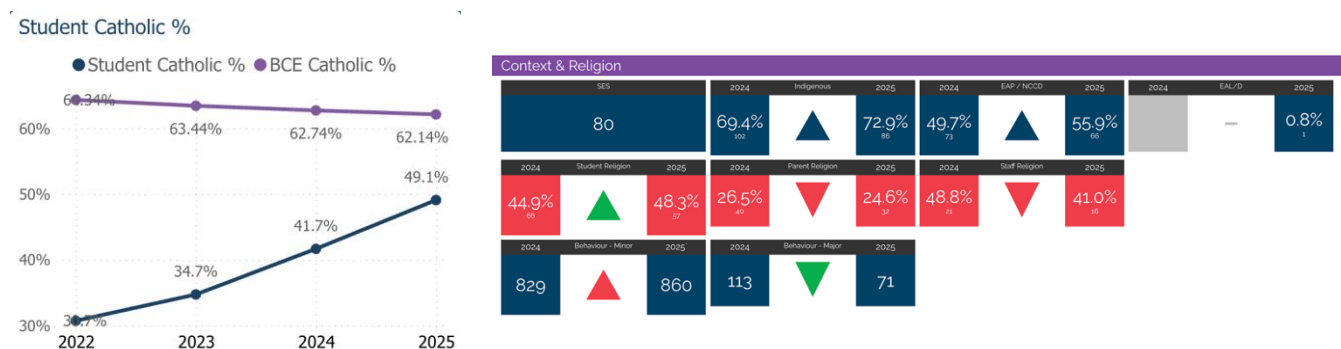 Student Catholic %
Student Catholic % BCE Catholic %
63.44%
62.74%
62.14%
60%
49.1%
50%
41.7%
40%
34.7%
30%
2022 2023 2024 2025
Context & Religion
SES
80
2024 Indigenous 2025
69.4% 72.9%
102 86
2024 EAP / NCCD 2025
49.7% 55.9%
73 66
2024 EAL/D 2025
– 0.8%
1
2024 Student Religion 2025
44.9% 48.3%
66 57
2024 Parent Religion 2025
26.5% 24.6%
40 32
2024 Staff Religion 2025
48.8% 41.0%
21 16
2024 Behaviour - Minor 2025*
829 860
2024 Behaviour - Major 2025
113 71